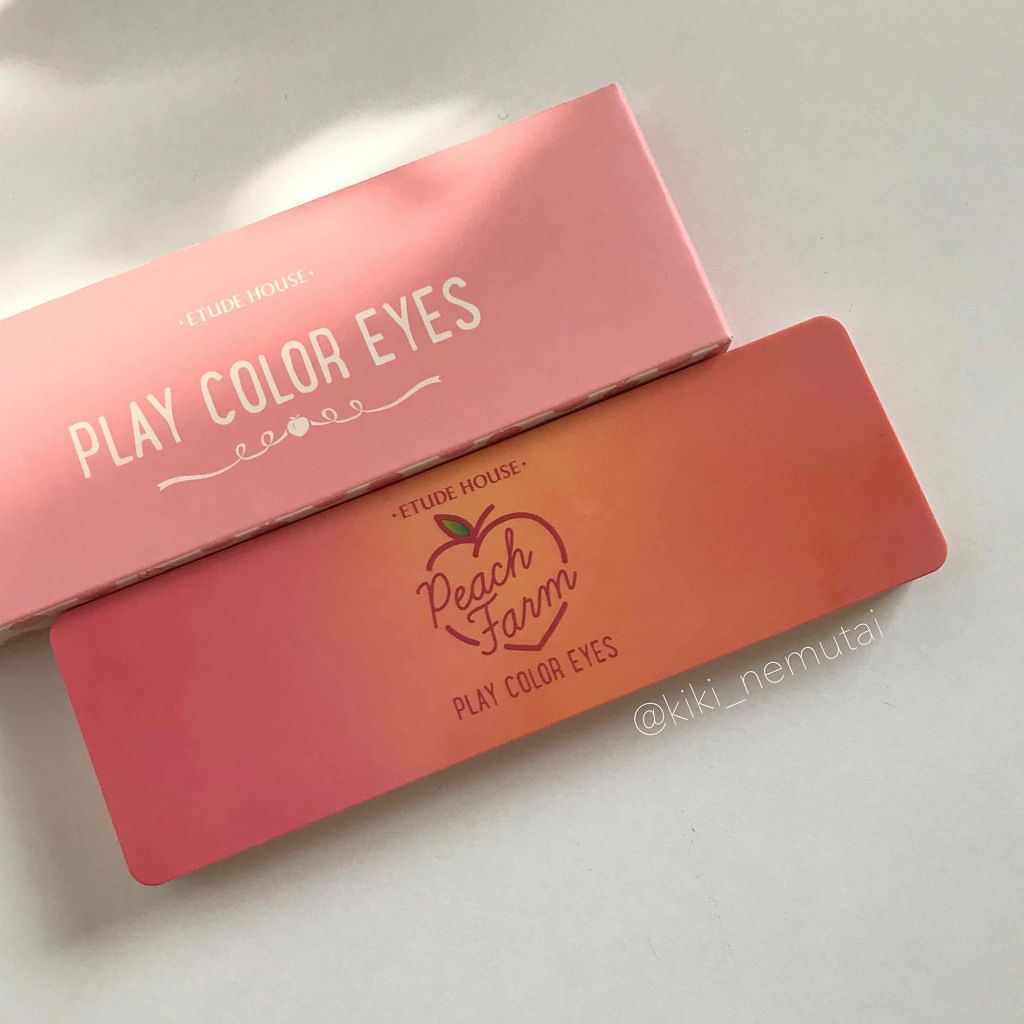 ·ETUDE HOUSE·
PLAY COLOR EYES
·ETUDE HOUSE·
Peach
Farm
PLAY COLOR EYES
@kiki_nemutai